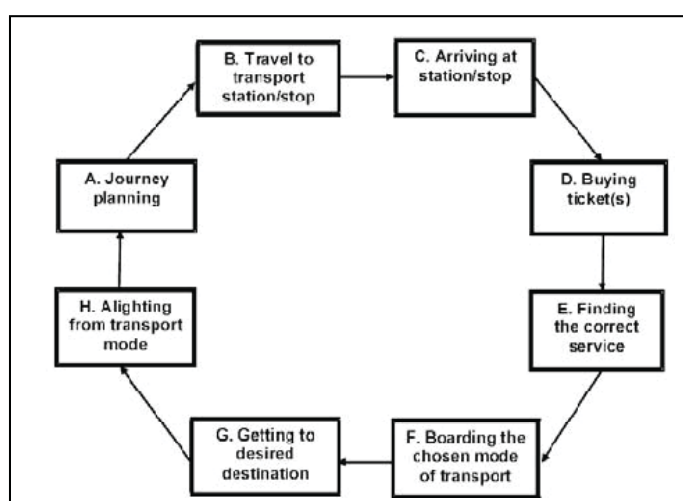 A. Journey
planning
B. Travel to
transport
station/stop
C. Arriving at
station/stop
D. Buying
ticket(s)
E. Finding
the correct
service
F. Boarding the
chosen mode
of transport
G. Getting to
desired
destination
H. Alighting
from transport
mode